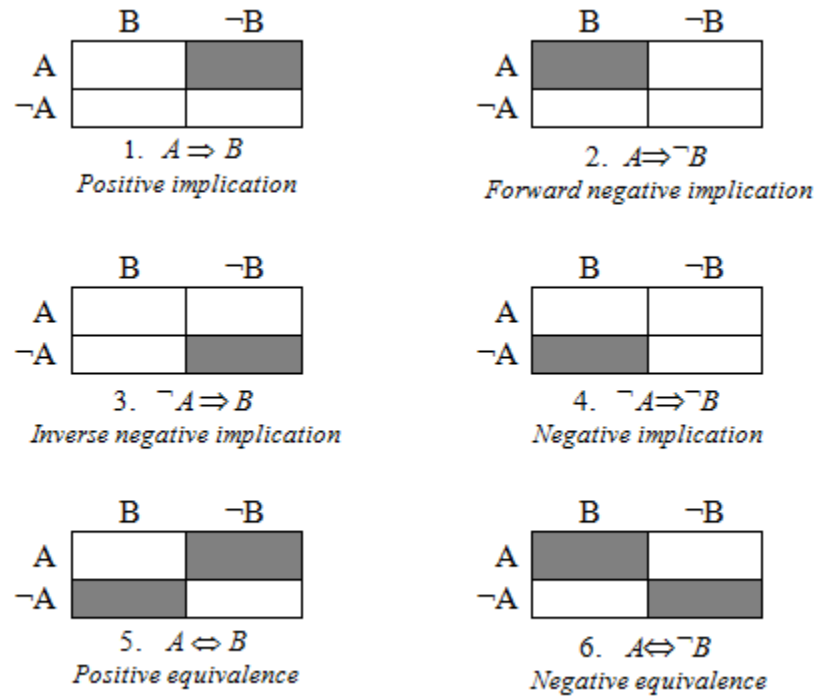 B ¬B
A
¬A
1. A ⇒ B
Positive implication
B ¬B
A
¬A
2. A⇒¬B
Forward negative implication
B ¬B
A
¬A
3. ¬A ⇒ B
Inverse negative implication
B ¬B
A
¬A
4. ¬A⇒¬B
Negative implication
B ¬B
A
¬A
5. A ⇔ B
Positive equivalence
B ¬B
A
¬A
6. A⇔¬B
Negative equivalence